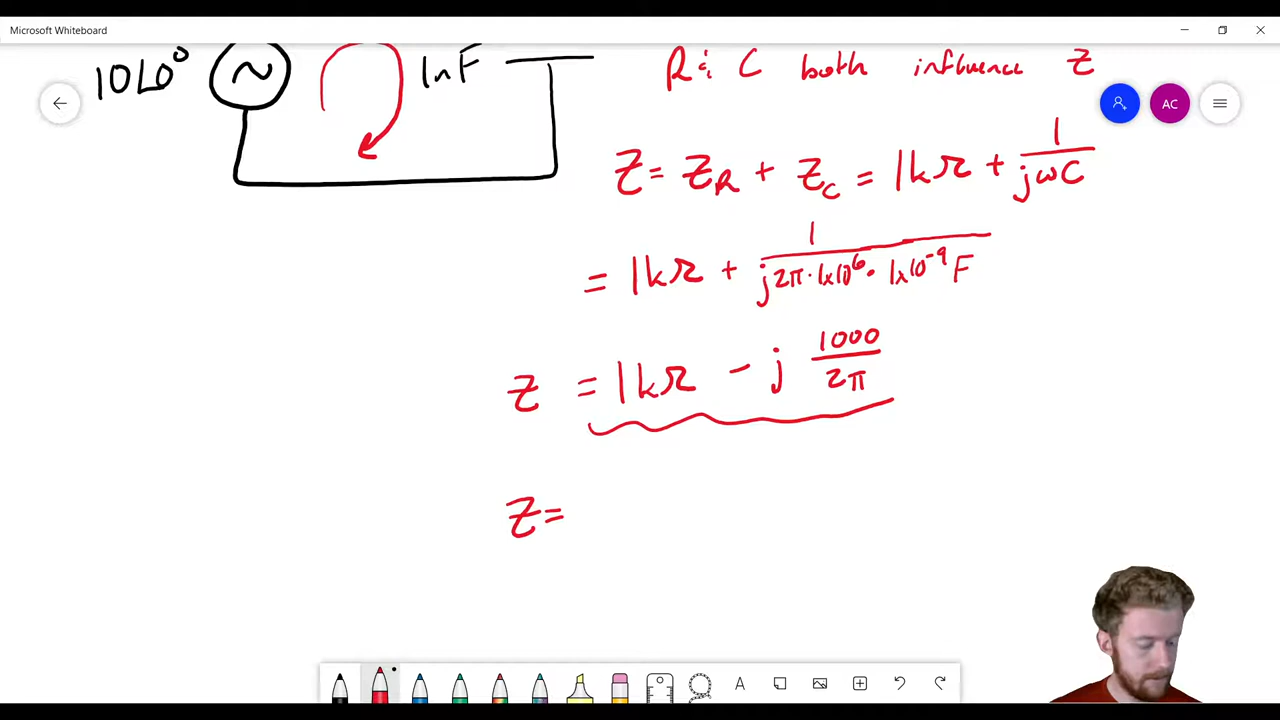 Microsoft Whiteboard
10∠0°
1nF
R & C both influence Z
AC
Z = Z_R + Z_C = 1kΩ + 1/jωC
= 1kΩ + 1/j2π·1x10⁶·1x10⁻⁹F
Z = 1kΩ - j 1000/2π
Z=
A